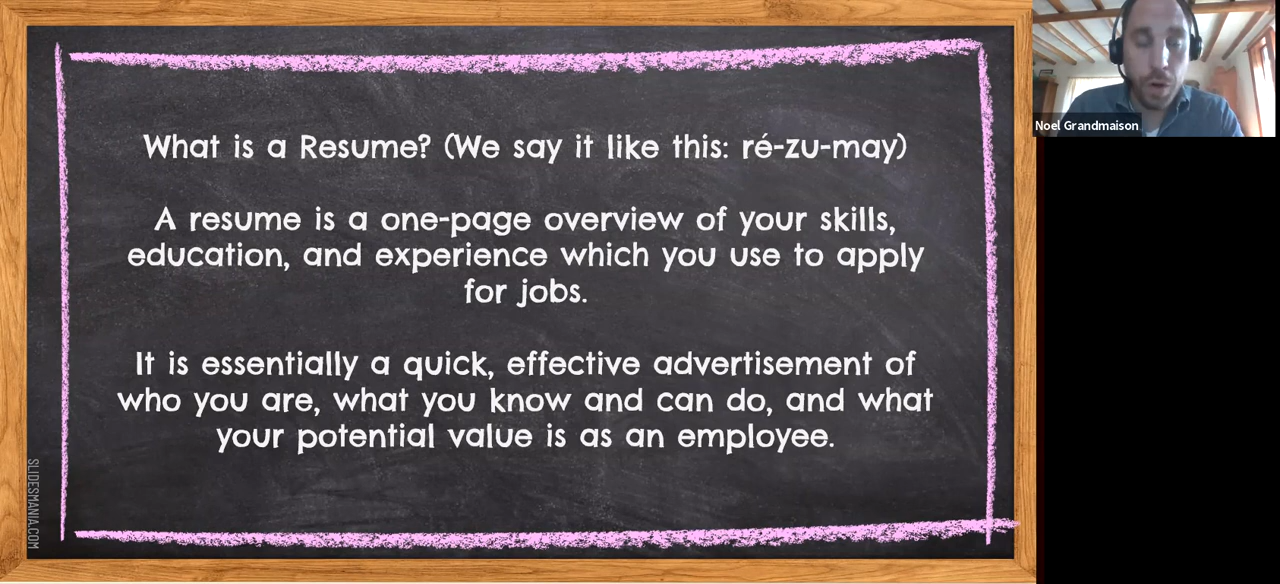 What is a Resume? (We say it like this: ré-zu-may)
A resume is a one-page overview of your skills,
education, and experience which you use to apply
for jobs.
It is essentially a quick, effective advertisement of
who you are, what you know and can do, and what
your potential value is as an employee.
SLIDESMANIA.COM
Noel Grandmaison